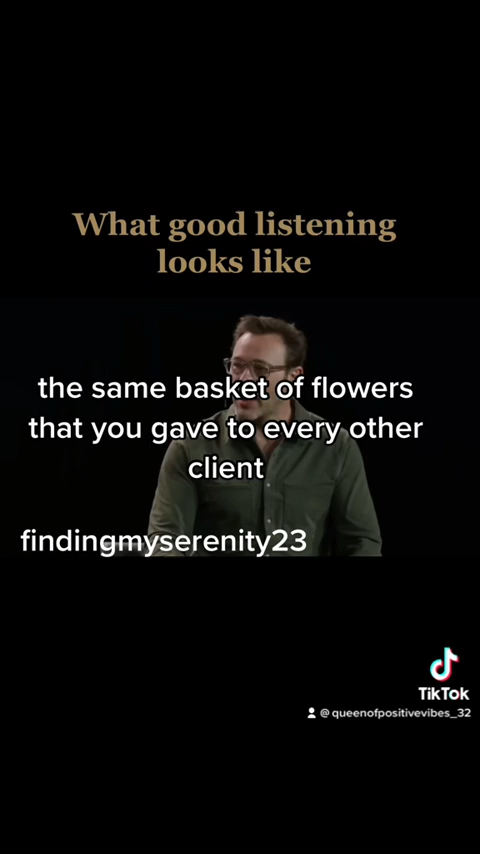 What good listening
looks like
the same basket of flowers
that you gave to every other
client
findingmyserenity23
TikTok
@queenofpositivevibes_32